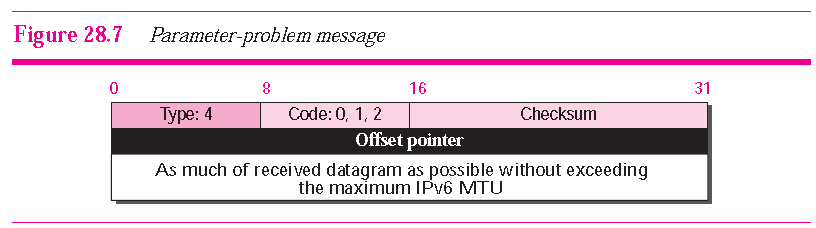 Figure 28.7 Parameter-problem message
0 8 16 31
Type: 4 Code: 0, 1, 2 Checksum
Offset pointer
As much of received datagram as possible without exceeding
the maximum IPv6 MTU